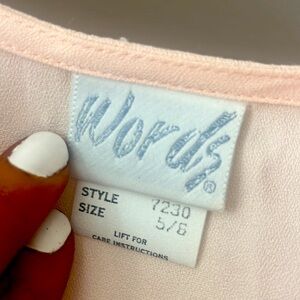 Words®
STYLE 7230
SIZE 5/6
LIFT FOR
CARE INSTRUCTIONS